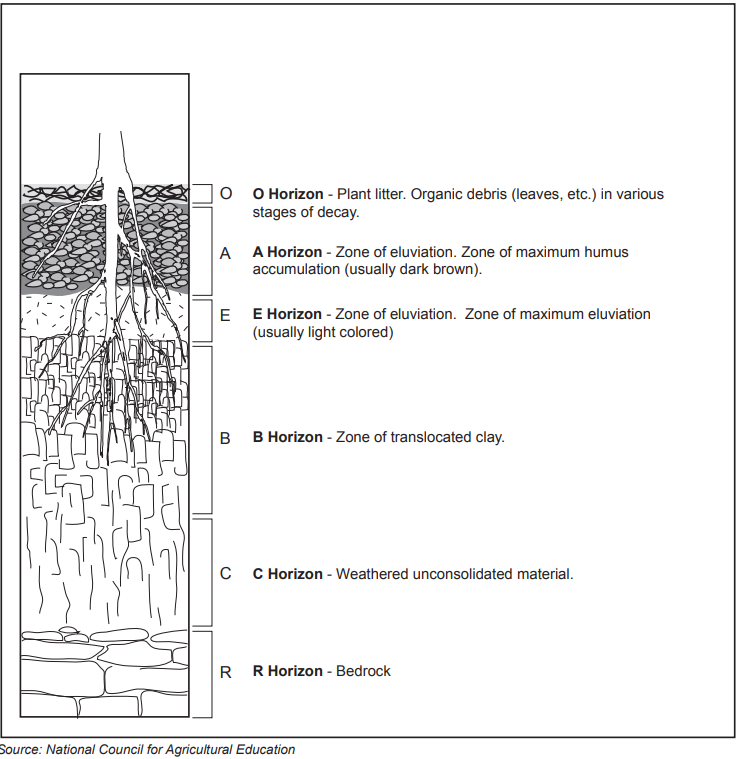 O
O Horizon - Plant litter. Organic debris (leaves, etc.) in various
stages of decay.
A
A Horizon - Zone of eluviation. Zone of maximum humus
accumulation (usually dark brown).
E
E Horizon - Zone of eluviation.  Zone of maximum eluviation
(usually light colored)
B
B Horizon - Zone of translocated clay.
C
C Horizon - Weathered unconsolidated material.
R
R Horizon - Bedrock
Source: National Council for Agricultural Education